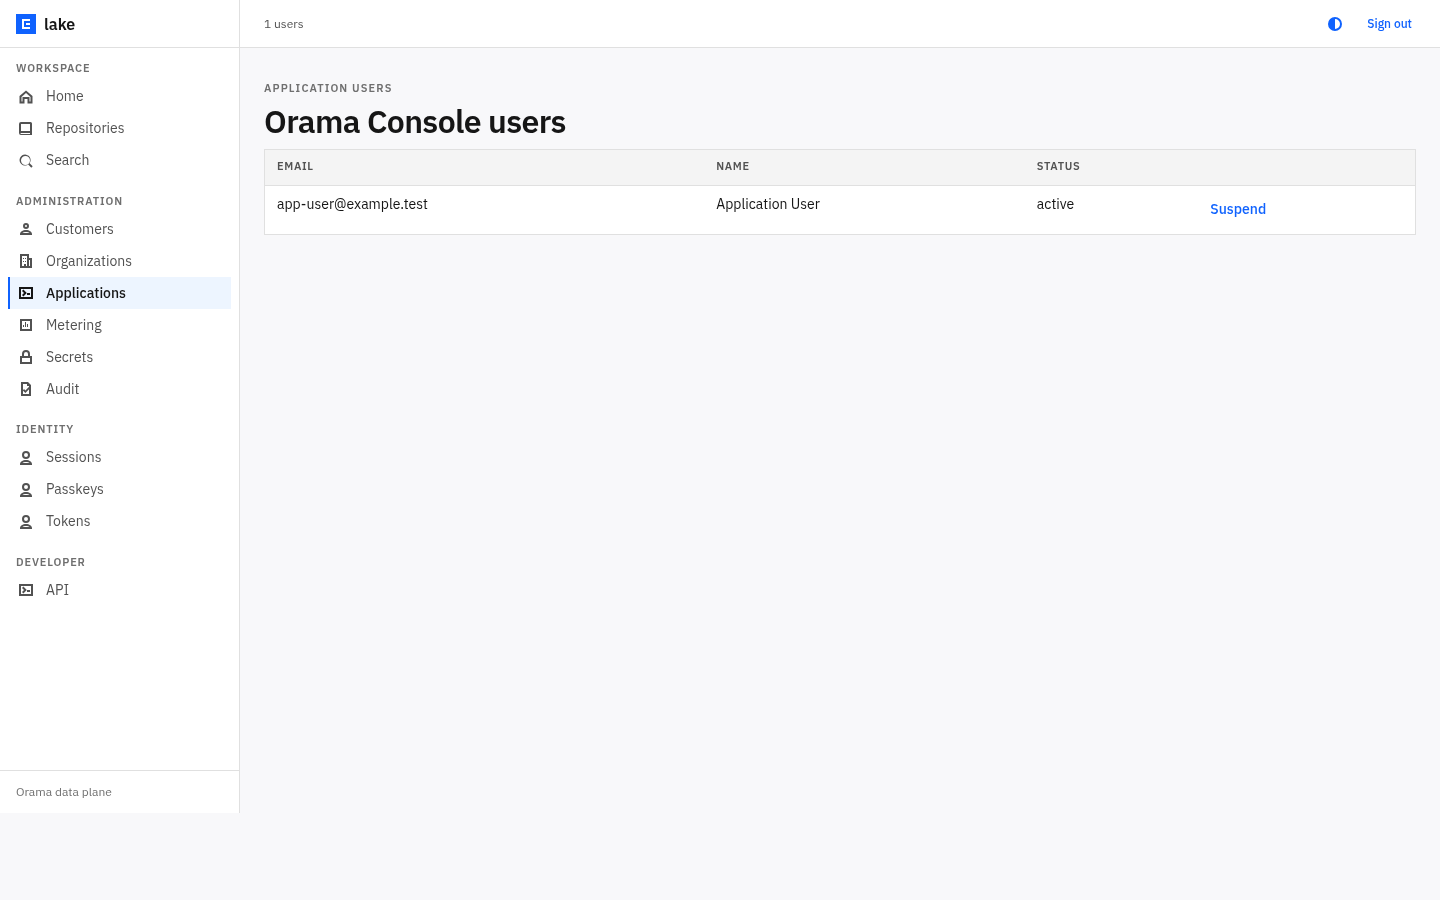 lake
1 users
Sign out
WORKSPACE
Home
Repositories
Search
ADMINISTRATION
Customers
Organizations
Applications
Metering
Secrets
Audit
IDENTITY
Sessions
Passkeys
Tokens
DEVELOPER
API
Orama data plane
APPLICATION USERS
Orama Console users
EMAIL NAME STATUS
app-user@example.test Application User active Suspend